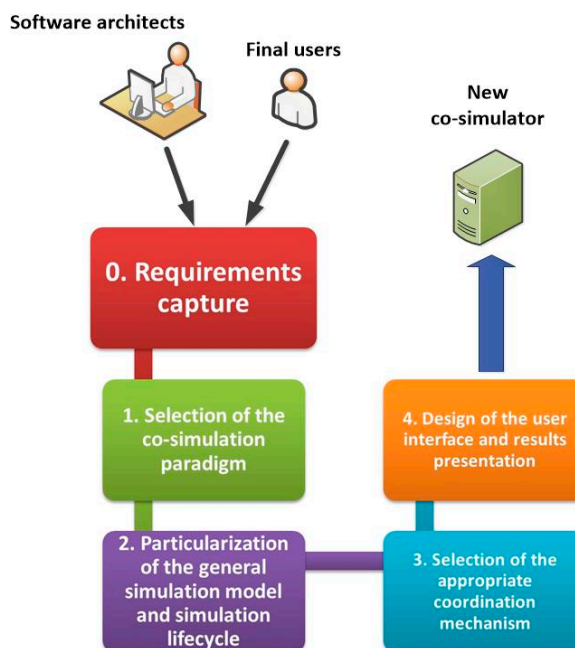 Software architects
Final users
New
co-simulator
0. Requirements
capture
1. Selection of the
co-simulation
paradigm
2. Particularization
of the general
simulation model
and simulation
lifecycle
3. Selection of the
appropriate
coordination
mechanism
4. Design of the user
interface and results
presentation